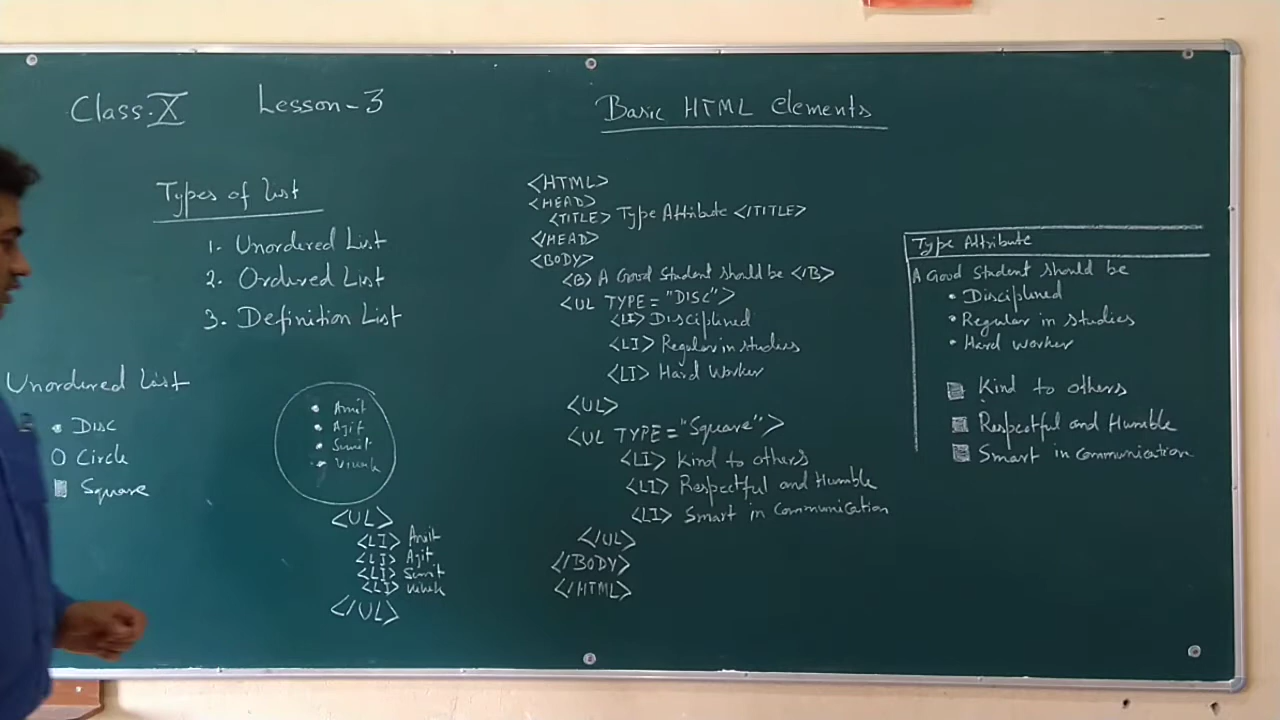 Class-X Lesson-3
Basic HTML elements
Types of List
1. Unordered List
2. Ordered List
3. Definition List
Unordered List
• Disc
O Circle
Square
• Amit
• Ajit
• Sumit
• Vivek
<UL>
<LI> Amit
<LI> Ajit
<LI> Sumit
<LI> Vivek
</UL>
<HTML>
<HEAD>
<TITLE> Type Attribute </TITLE>
</HEAD>
<BODY>
<B> A Good Student should be </B>
<UL TYPE="DISC">
<LI> Disciplined
<LI> Regular in studies
<LI> Hard Worker
<UL>
<UL TYPE="Square">
<LI> Kind to others
<LI> Respectful and Humble
<LI> Smart in Communication
</UL>
</BODY>
</HTML>
Type Attribute
A Good Student should be
• Disciplined
• Regular in studies
• Hard worker
Kind to others
Respectful and Humble
Smart in Communication